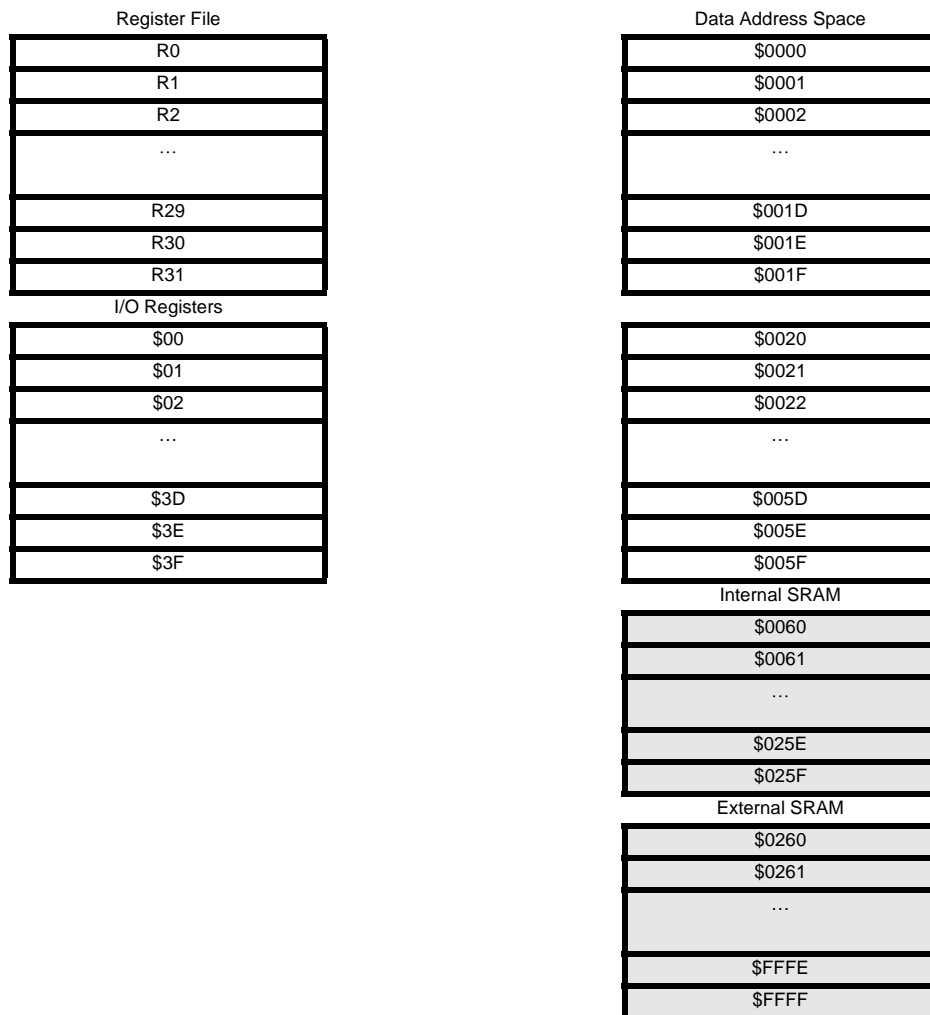 Register File Data Address Space
R0 $0000
R1 $0001
R2 $0002
… …
R29 $001D
R30 $001E
R31 $001F
I/O Registers
$00 $0020
$01 $0021
$02 $0022
… …
$3D $005D
$3E $005E
$3F $005F
Internal SRAM
$0060
$0061
…
$025E
$025F
External SRAM
$0260
$0261
…
$FFFE
$FFFF